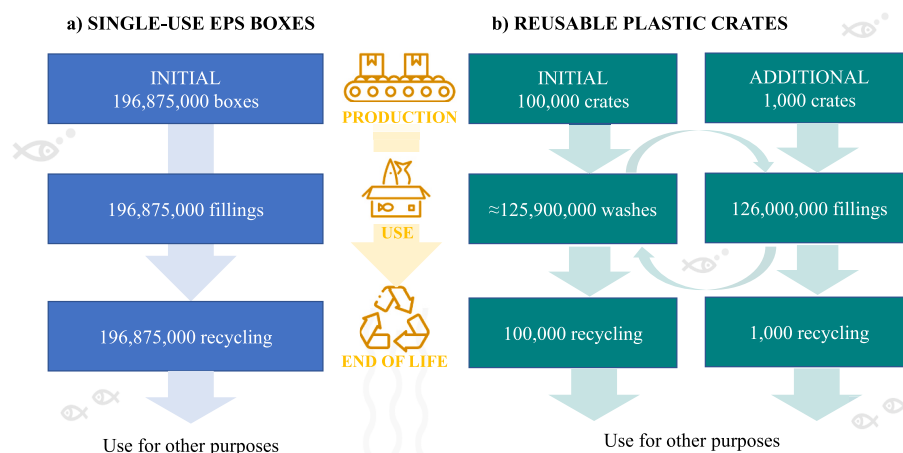 a) SINGLE-USE EPS BOXES
INITIAL
196,875,000 boxes
196,875,000 fillings
196,875,000 recycling
Use for other purposes
PRODUCTION
USE
END OF LIFE
b) REUSABLE PLASTIC CRATES
INITIAL
100,000 crates
ADDITIONAL
1,000 crates
≈125,900,000 washes
126,000,000 fillings
100,000 recycling
1,000 recycling
Use for other purposes